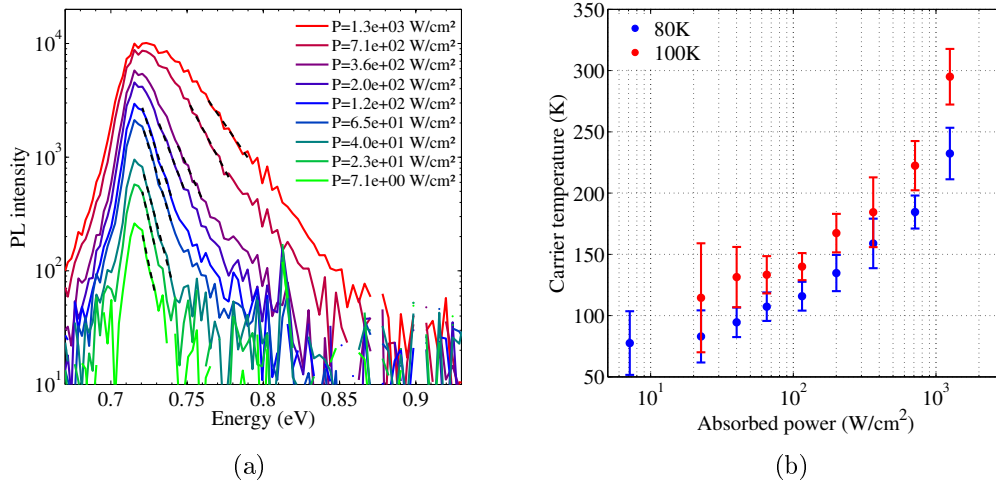 P=1.3e+03 W/cm²
P=7.1e+02 W/cm²
P=3.6e+02 W/cm²
P=2.0e+02 W/cm²
P=1.2e+02 W/cm²
P=6.5e+01 W/cm²
P=4.0e+01 W/cm²
P=2.3e+01 W/cm²
P=7.1e+00 W/cm²
PL intensity
10⁴
10³
10²
10¹
0.7 0.75 0.8 0.85 0.9
Energy (eV)
(a)
80K
100K
Carrier temperature (K)
350
300
250
200
150
100
50
10¹ 10² 10³
Absorbed power (W/cm²)
(b)